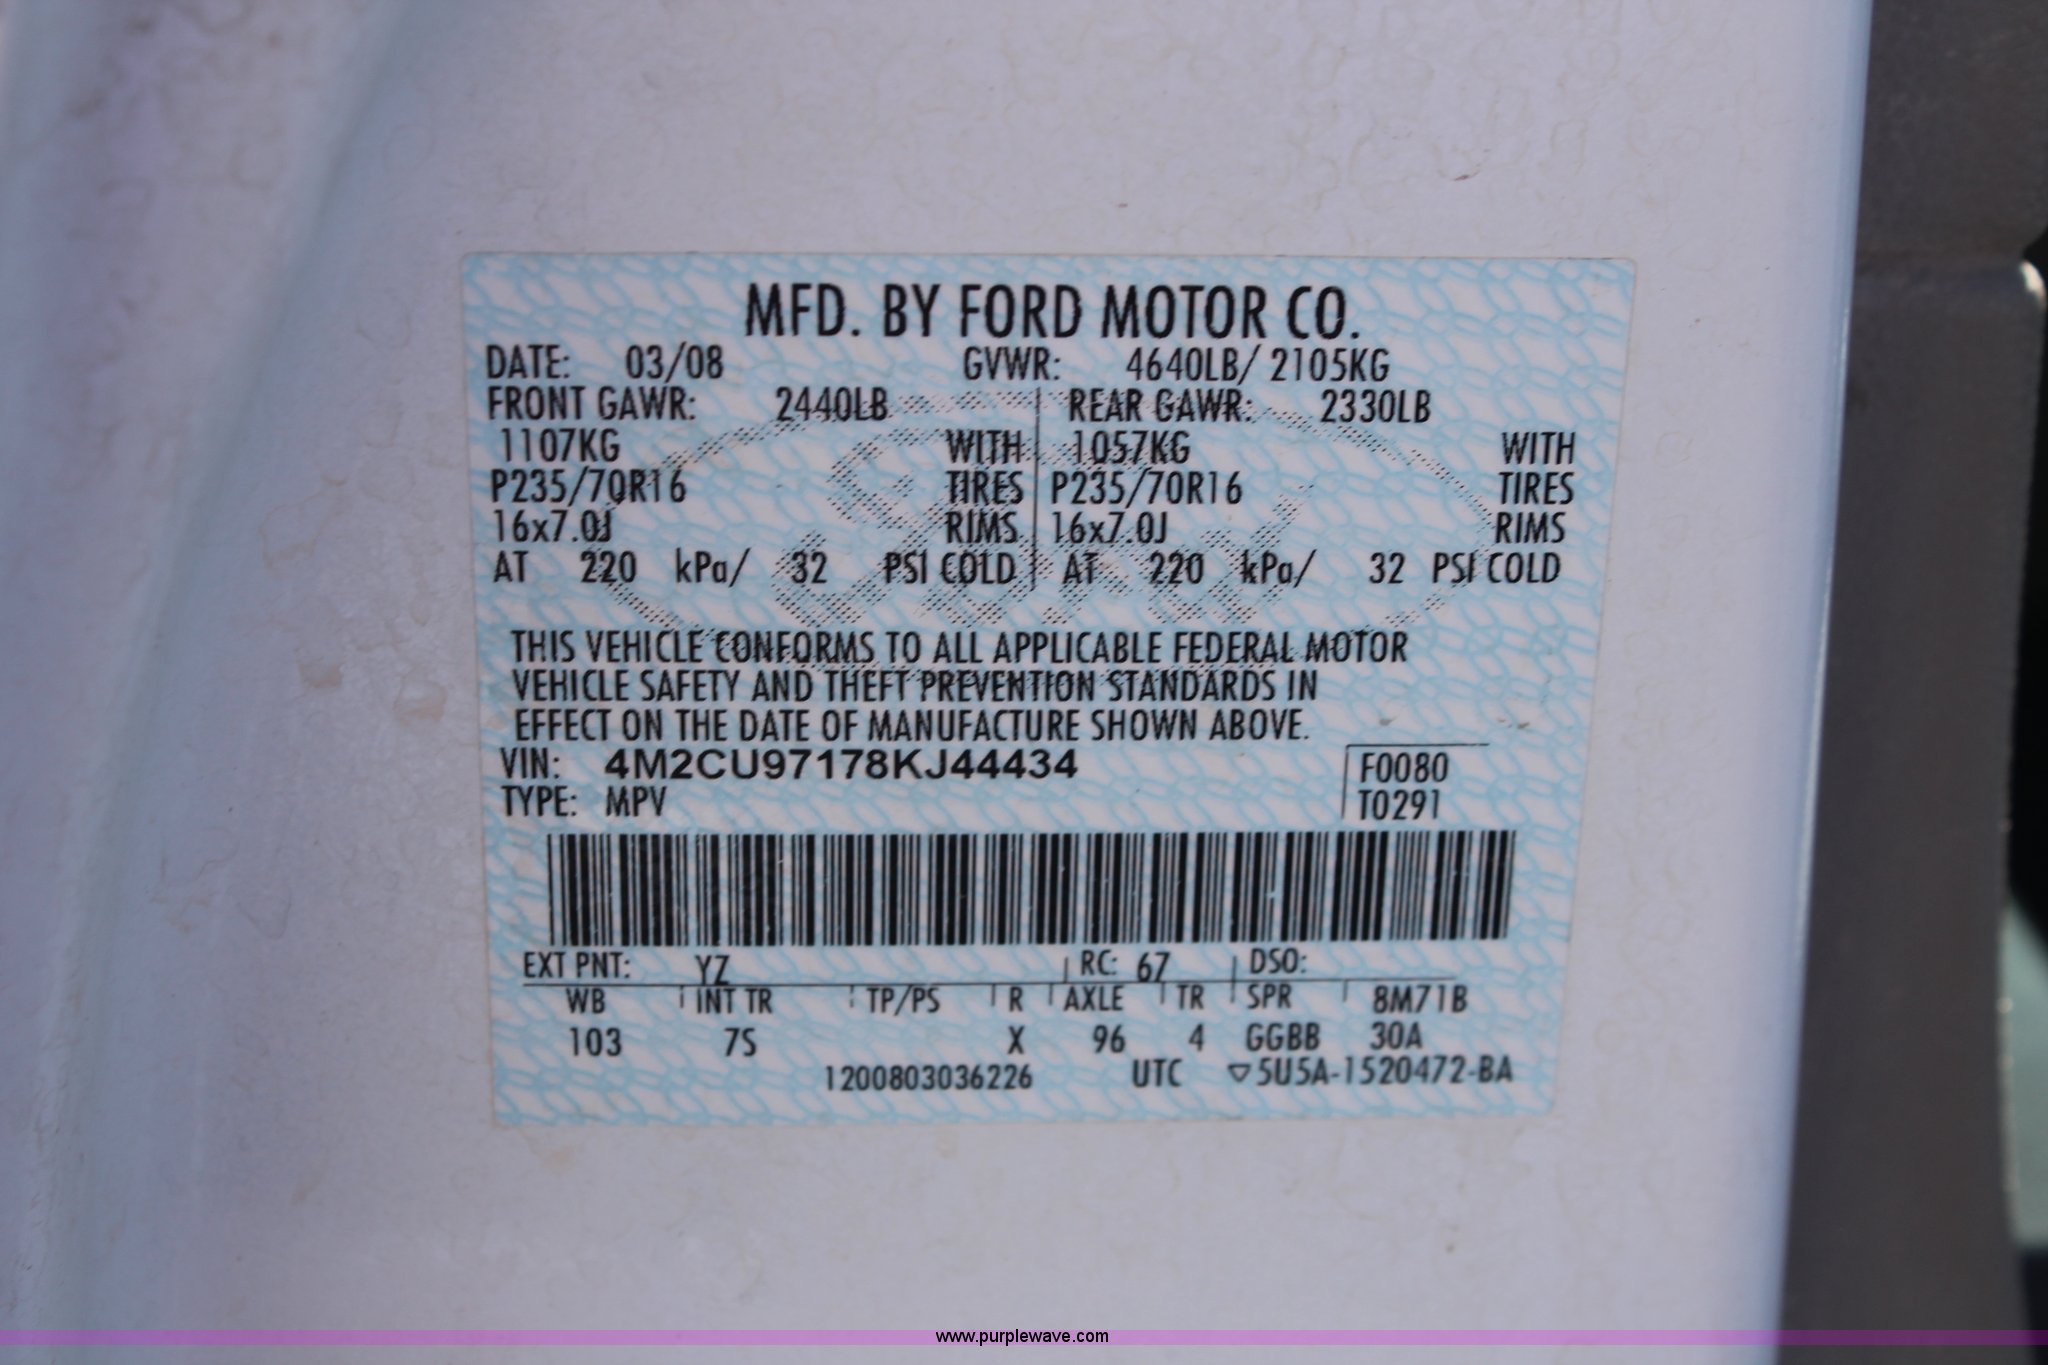 MFD. BY FORD MOTOR CO.
DATE: 03/08 GVWR: 4640LB/ 2105KG
FRONT GAWR: 2440LB REAR GAWR: 2330LB
1107KG WITH 1057KG WITH
P235/70R16 TIRES P235/70R16 TIRES
16x7.0J RIMS 16x7.0J RIMS
AT 220 kPa/ 32 PSI COLD AT 220 kPa/ 32 PSI COLD
Ford
THIS VEHICLE CONFORMS TO ALL APPLICABLE FEDERAL MOTOR
VEHICLE SAFETY AND THEFT PREVENTION STANDARDS IN
EFFECT ON THE DATE OF MANUFACTURE SHOWN ABOVE.
VIN: 4M2CU97178KJ44434 F0080
TYPE: MPV T0291
EXT PNT: YZ RC: 67 DSO:
WB INT TR TP/PS R AXLE TR SPR 8M71B
103 7S X 96 4 GGBB 30A
1200803036226 UTC ▽5U5A-1520472-BA
www.purplewave.com